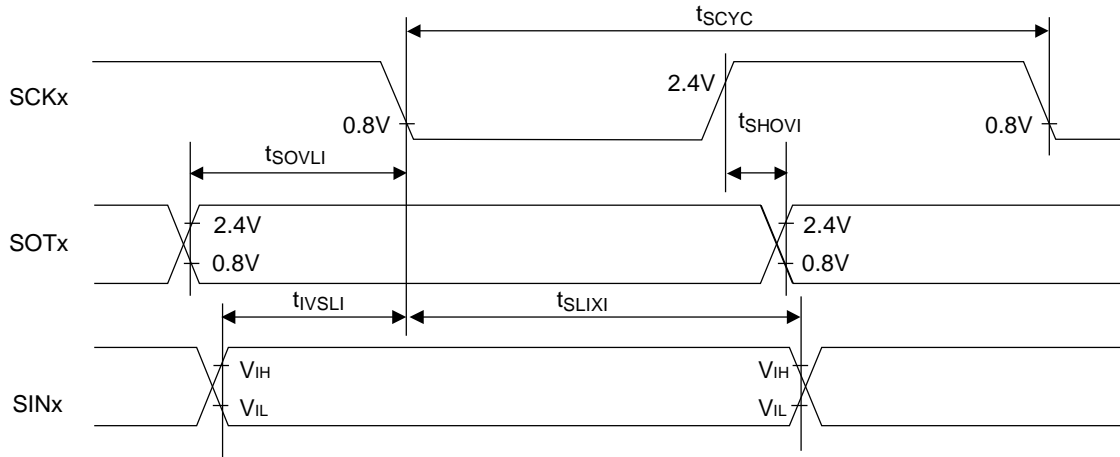 tSCYC
SCKx
2.4V
tSHOVI
0.8V
0.8V
tSOVLI
SOTx
2.4V
2.4V
0.8V
0.8V
tIVSLI
tSLIXI
SINx
VIH
VIH
VIL
VIL